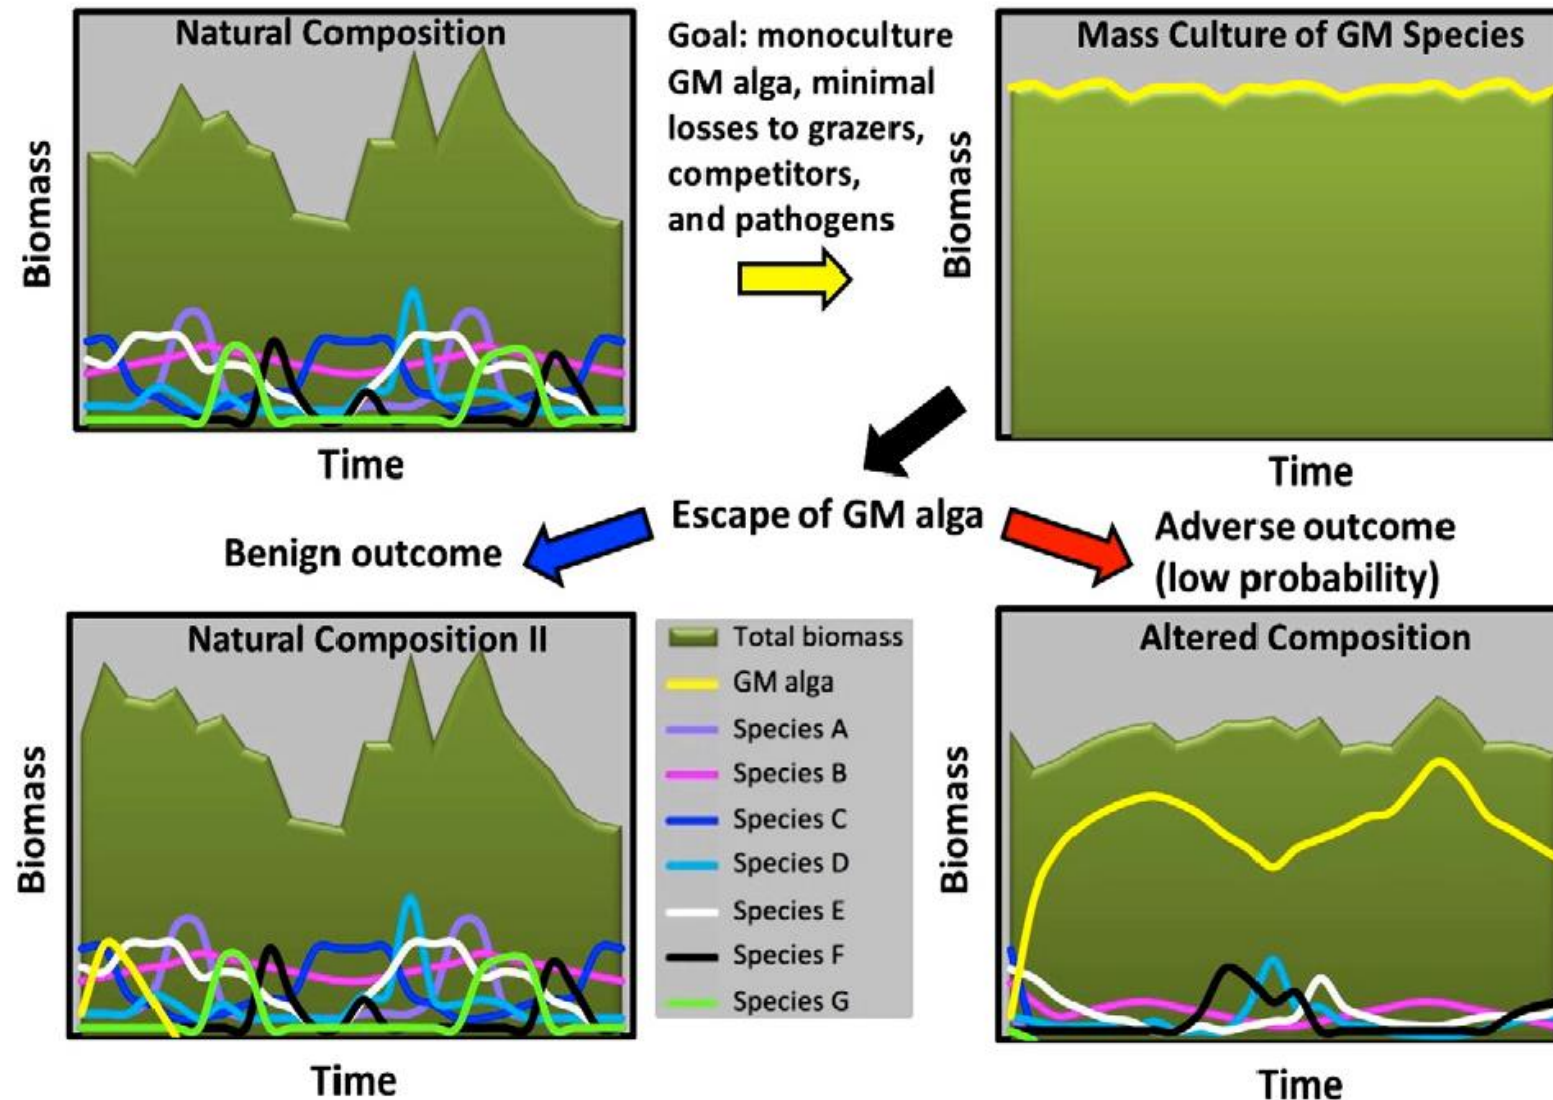 Natural Composition
Biomass
Time
Goal: monoculture
GM alga, minimal
losses to grazers,
competitors,
and pathogens
Mass Culture of GM Species
Biomass
Time
Escape of GM alga
Benign outcome
Adverse outcome
(low probability)
Natural Composition II
Biomass
Time
Total biomass
GM alga
Species A
Species B
Species C
Species D
Species E
Species F
Species G
Altered Composition
Biomass
Time